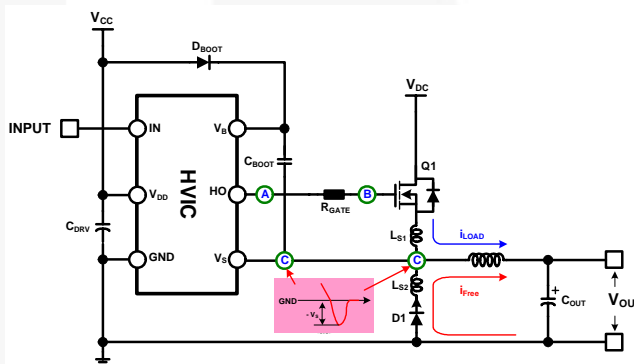 VCC
DBOOT
VDC
INPUT
IN
VB
HVIC
CBOOT
Q1
VDD
HO
A
RGATE
B
CDRV
LS1
iLOAD
GND
VS
C
C
LS2
iFree
GND
- VS
D1
COUT
+
VOU